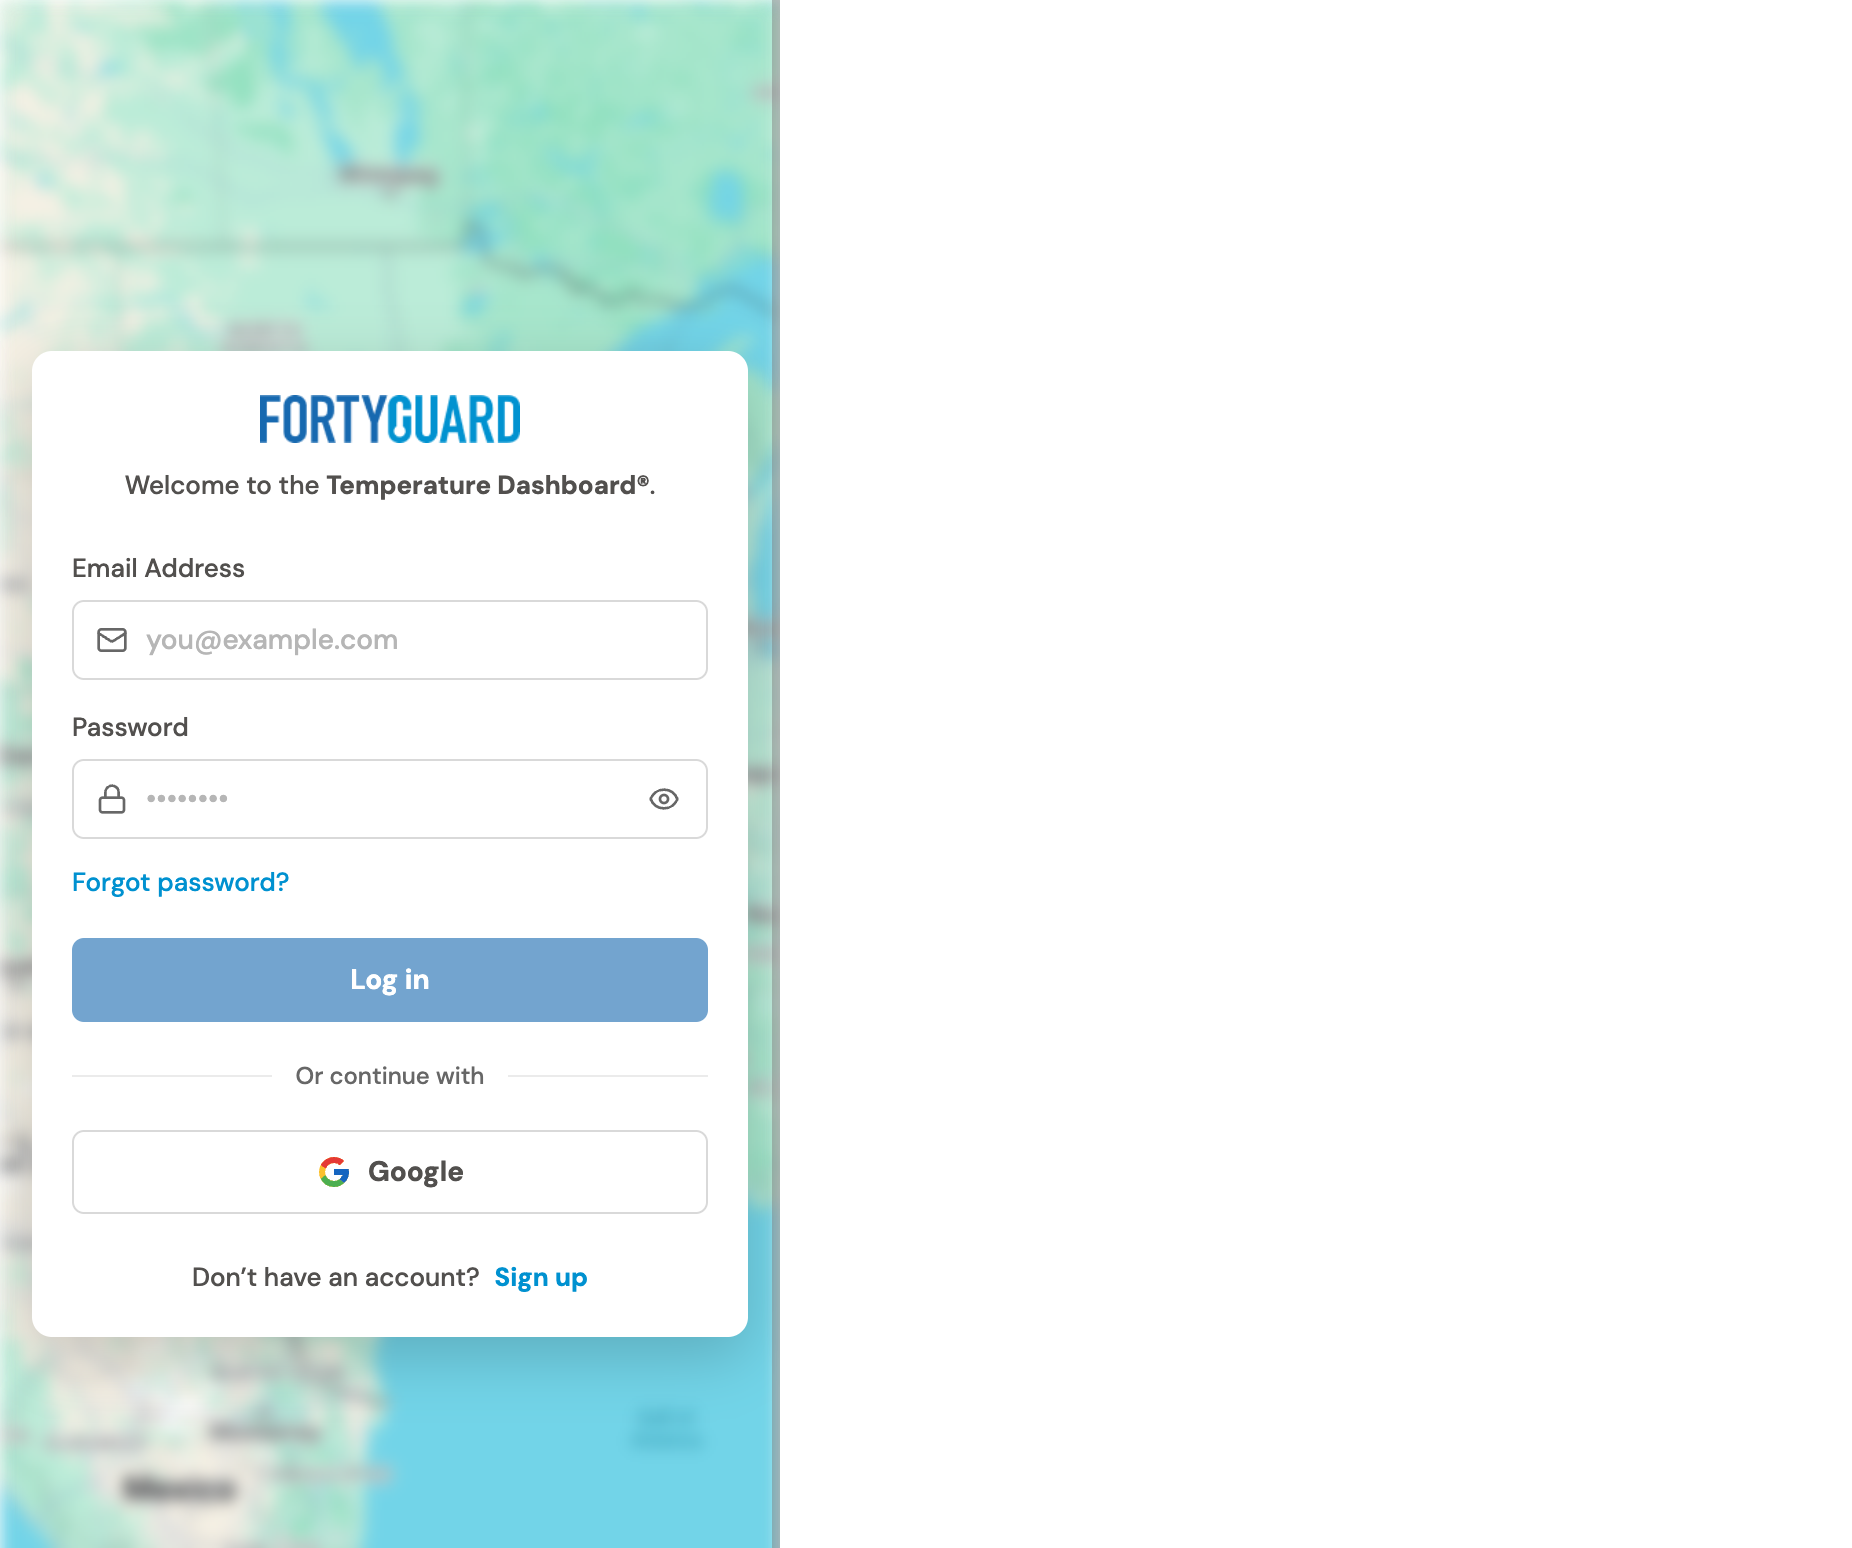 FORTYGUARD
Welcome to the Temperature Dashboard®.
Email Address
you@example.com
Password
••••••••
Forgot password?
Log in
Or continue with
Google
Don’t have an account? Sign up
Mexico